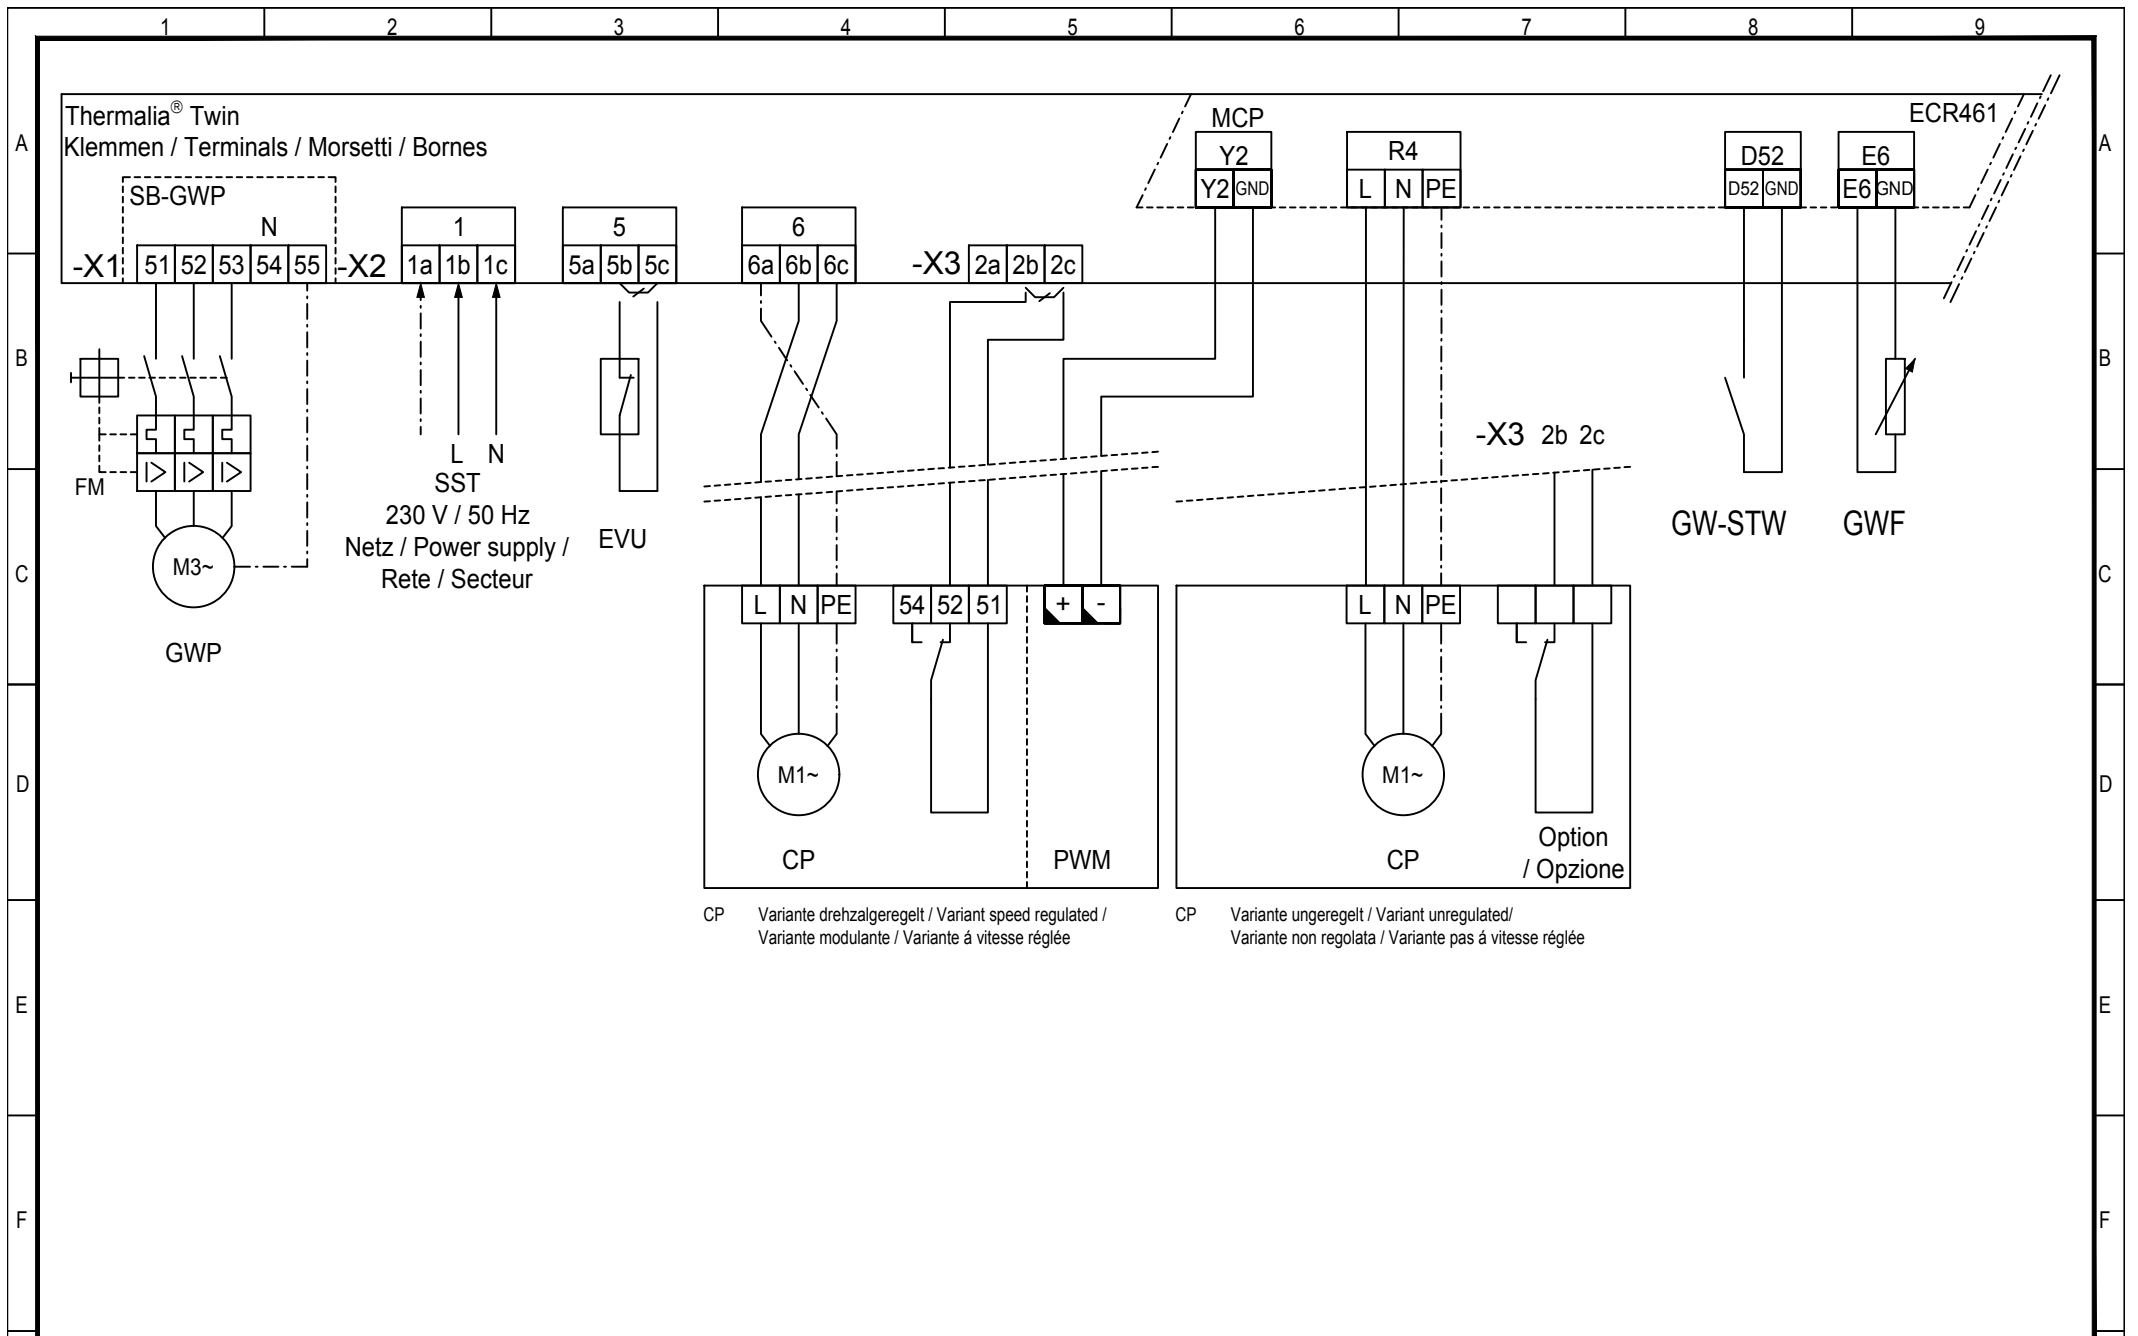 1 2 3 4 5 6 7 8 9
Thermalia® Twin
Klemmen / Terminals / Morsetti / Bornes
MCP
ECR461
A
A
Y2
R4
D52
E6
Y2 GND
L N PE
D52 GND
E6 GND
SB-GWP
N
1
5
6
-X1 51 52 53 54 55
-X2 1a 1b 1c
5a 5b 5c
6a 6b 6c
-X3 2a 2b 2c
B
B
-X3 2b 2c
L N
FM
SST
230 V / 50 Hz
Netz / Power supply /
Rete / Secteur
EVU
GW-STW
GWF
C
C
M3~
L N PE
54 52 51
+ -
L N PE
GWP
D
D
M1~
M1~
Option
/ Opzione
CP
PWM
CP
CP Variante drehzalgeregelt / Variant speed regulated /
Variante modulante / Variante á vitesse réglée
CP Variante ungeregelt / Variant unregulated/
Variante non regolata / Variante pas á vitesse réglée
E
E
F
F